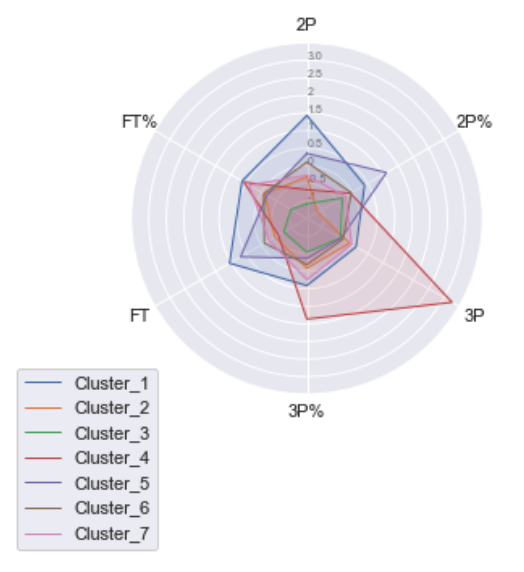 2P
3.0
2.5
2
1.5
1
0.5
0
FT%
2P%
FT
3P
3P%
Cluster_1
Cluster_2
Cluster_3
Cluster_4
Cluster_5
Cluster_6
Cluster_7